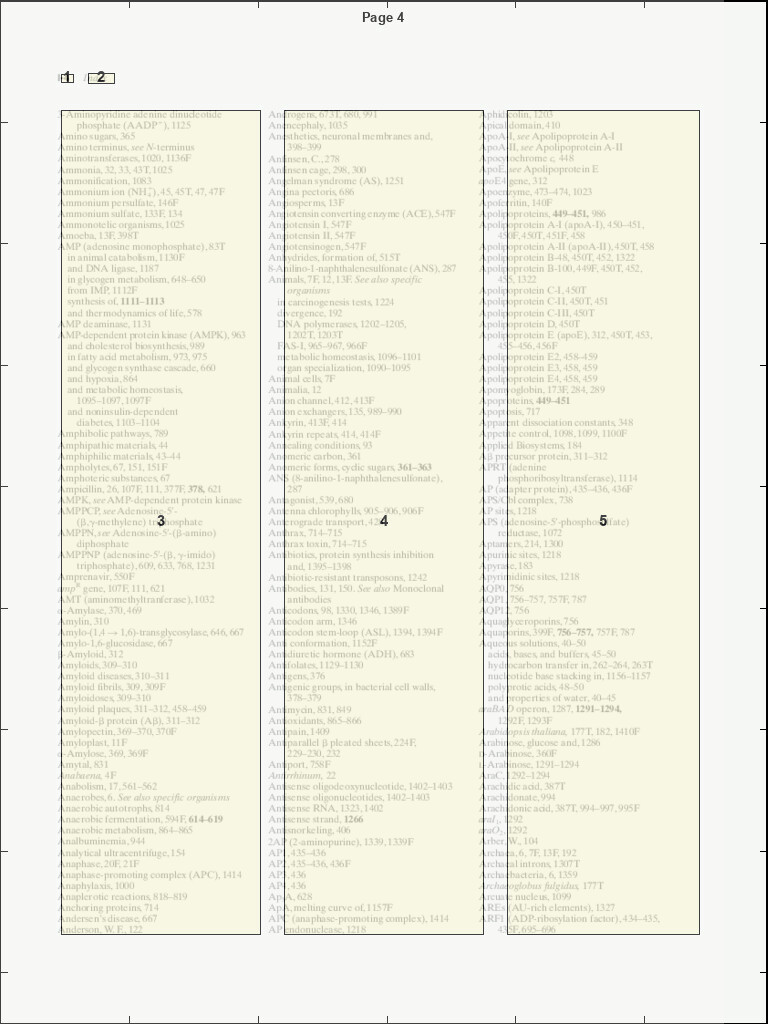 Page 4
1 2
3
3-Aminopyridine adenine dinucleotide
phosphate (AADP⁺), 1125
Amino sugars, 365
Amino terminus, see N-terminus
Aminotransferases, 1020, 1136F
Ammonia, 32, 33, 43T, 1025
Ammonification, 1083
Ammonium ion (NH₄⁺), 45, 45T, 47, 47F
Ammonium persulfate, 146F
Ammonium sulfate, 133F, 134
Ammonotelic organisms, 1025
Amoeba, 13F, 398T
AMP (adenosine monophosphate), 83T
in animal catabolism, 1130F
and DNA ligase, 1187
in glycogen metabolism, 648–650
from IMP, 1112F
synthesis of, 1111–1113
and thermodynamics of life, 578
AMP deaminase, 1131
AMP-dependent protein kinase (AMPK), 963
and cholesterol biosynthesis, 989
in fatty acid metabolism, 973, 975
and glycogen synthase cascade, 660
and hypoxia, 864
and metabolic homeostasis,
1095–1097, 1097F
and noninsulin-dependent
diabetes, 1103–1104
Amphibolic pathways, 789
Amphipathic materials, 44
Amphiphilic materials, 43–44
Ampholytes, 67, 151, 151F
Amphoteric substances, 67
Ampicillin, 26, 107F, 111, 377F, 378, 621
AMPK, see AMP-dependent protein kinase
AMPPCP, see Adenosine-5′-
(β,γ-methylene) triphosphate
AMPPN, see Adenosine-5′-(β-amino)
diphosphate
AMPPNP (adenosine-5′-(β, γ-imido)
triphosphate), 609, 633, 768, 1231
Amprenavir, 550F
ampᴿ gene, 107F, 111, 621
AMT (aminomethyltranferase), 1032
α-Amylase, 370, 469
Amylin, 310
Amylo-(1,4 → 1,6)-transglycosylase, 646, 667
Amylo-1,6-glucosidase, 667
β-Amyloid, 312
Amyloids, 309–310
Amyloid diseases, 310–311
Amyloid fibrils, 309, 309F
Amyloidoses, 309–310
Amyloid plaques, 311–312, 458–459
Amyloid-β protein (Aβ), 311–312
Amylopectin, 369–370, 370F
Amyloplast, 11F
α-Amylose, 369, 369F
Amytal, 831
Anabaena, 4F
Anabolism, 17, 561–562
Anaerobes, 6, See also specific organisms
Anaerobic autotrophs, 814
Anaerobic fermentation, 594F, 614–619
Anaerobic metabolism, 864–865
Analbuminemia, 944
Analytical ultracentrifuge, 154
Anaphase, 20F, 21F
Anaphase-promoting complex (APC), 1414
Anaphylaxis, 1000
Anaplerotic reactions, 818–819
Anchoring proteins, 714
Andersen's disease, 667
Anderson, W. F., 122
4
Androgens, 673T, 680, 991
Anencephaly, 1035
Anesthetics, neuronal membranes and,
398–399
Anfinsen, C., 278
Anfinsen cage, 298, 300
Angelman syndrome (AS), 1251
Angina pectoris, 686
Angiosperms, 13F
Angiotensin converting enzyme (ACE), 547F
Angiotensin I, 547F
Angiotensin II, 547F
Angiotensinogen, 547F
Anhydrides, formation of, 515T
8-Anilino-1-naphthalenesulfonate (ANS), 287
Animals, 7F, 12, 13F. See also specific
organisms
in carcinogenesis tests, 1224
divergence, 192
DNA polymerases, 1202–1205,
1202T, 1203T
FAS-I, 965–967, 966F
metabolic homeostasis, 1096–1101
organ specialization, 1090–1095
Animal cells, 7F
Animalia, 12
Anion channel, 412, 413F
Anion exchangers, 135, 989–990
Ankyrin, 413F, 414
Ankyrin repeats, 414, 414F
Annealing conditions, 93
Anomeric carbon, 361
Anomeric forms, cyclic sugars, 361–363
ANS (8-anilino-1-naphthalenesulfonate),
287
Antagonist, 539, 680
Antenna chlorophylls, 905–906, 906F
Anterograde transport,
Anthrax, 714–715
Anthrax toxin, 714–715
Antibiotics, protein synthesis inhibition
and, 1395–1398
Antibiotic-resistant transposons, 1242
Antibodies, 131, 150. See also Monoclonal
antibodies
Anticodons, 98, 1330, 1346, 1389F
Anticodon arm, 1346
Anticodon stem-loop (ASL), 1394, 1394F
Anti conformation, 1152F
Antidiuretic hormone (ADH), 683
Antifolates, 1129–1130
Antigens, 376
Antigenic groups, in bacterial cell walls,
378–379
Antimycin, 831, 849
Antioxidants, 865–866
Antipain, 1409
Antiparallel β pleated sheets, 224F,
229–230, 232
Antiport, 758F
Antirrhinum, 22
Antisense oligodeoxynucleotide, 1402–1403
Antisense oligonucleotides, 1402–1403
Antisense RNA, 1323, 1402
Antisense strand, 1266
Antisnorkeling, 406
2AP (2-aminopurine), 1339, 1339F
AP1, 435–436
AP2, 435–436, 436F
AP3, 436
AP4, 436
ApA, 628
ApA, melting curve of, 1157F
APC (anaphase-promoting complex), 1414
AP endonuclease, 1218
5
Aphidicolin, 1203
Apical domain, 410
ApoA-I, see Apolipoprotein A-I
ApoA-II, see Apolipoprotein A-II
Apocytochrome c, 448
ApoE, see Apolipoprotein E
apoE4 gene, 312
Apoenzyme, 473–474, 1023
Apoferritin, 140F
Apolipoproteins, 449–451, 986
Apolipoprotein A-I (apoA-I), 450–451,
450F, 450T, 451F, 458
Apolipoprotein A-II (apoA-II), 450T, 458
Apolipoprotein B-48, 450T, 452, 1322
Apolipoprotein B-100, 449F, 450T, 452,
455, 1322
Apolipoprotein C-I, 450T
Apolipoprotein C-II, 450T, 451
Apolipoprotein C-III, 450T
Apolipoprotein D, 450T
Apolipoprotein E (apoE), 312, 450T, 453,
455–456, 456F
Apolipoprotein E2, 458–459
Apolipoprotein E3, 458, 459
Apolipoprotein E4, 458, 459
Apomyoglobin, 173F, 284, 289
Apoproteins, 449–451
Apoptosis, 717
Apparent dissociation constants, 348
Appetite control, 1098, 1099, 1100F
Applied Biosystems, 184
Aβ precursor protein, 311–312
APRT (adenine
phosphoribosyltransferase), 1114
AP (adapter protein), 435–436, 436F
APS/Cbl complex, 738
AP sites, 1218
APS (adenosine-5′-phosphosulfate)
reductase, 1072
Aptamers, 214, 1300
Apurinic sites, 1218
Apyrase, 183
Apyrimidinic sites, 1218
AQP0, 756
AQP1, 756–757, 757F, 787
AQP12, 756
Aquaglyceroporins, 756
Aquaporins, 399F, 756–757, 757F, 787
Aqueous solutions, 40–50
acids, bases, and buffers, 45–50
hydrocarbon transfer in, 262–264, 263T
nucleotide base stacking in, 1156–1157
polyprotic acids, 48–50
and properties of water, 40–45
araBAD operon, 1287, 1291–1294,
1292F, 1293F
Arabidopsis thaliana, 177T, 182, 1410F
Arabinose, glucose and, 1286
D-Arabinose, 360F
L-Arabinose, 1291–1294
AraC, 1292–1294
Arachidic acid, 387T
Arachidonate, 994
Arachidonic acid, 387T, 994–997, 995F
araI₁, 1292
araO₂, 1292
Arber, W., 104
Archaea, 6, 7F, 13F, 192
Archaeal introns, 1307T
Archaebacteria, 6, 1359
Archaeoglobus fulgidus, 177T
Arcuate nucleus, 1099
AREs (AU-rich elements), 1327
ARF1 (ADP-ribosylation factor), 434–435,
435F, 695–696